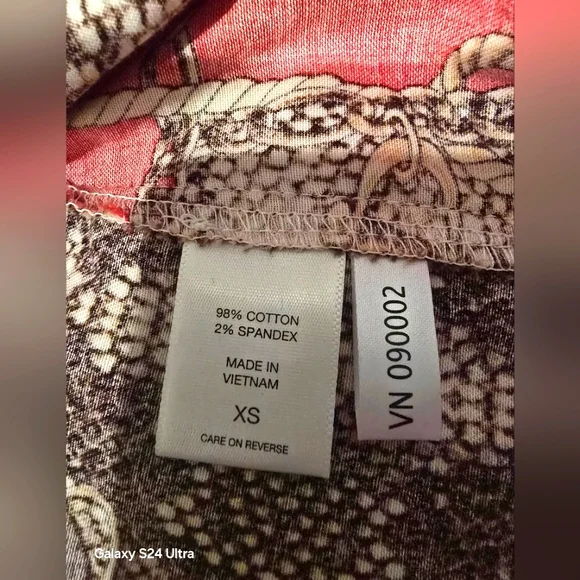 98% COTTON
2% SPANDEX
MADE IN
VIETNAM
XS
CARE ON REVERSE
VN 090002
Galaxy S24 Ultra